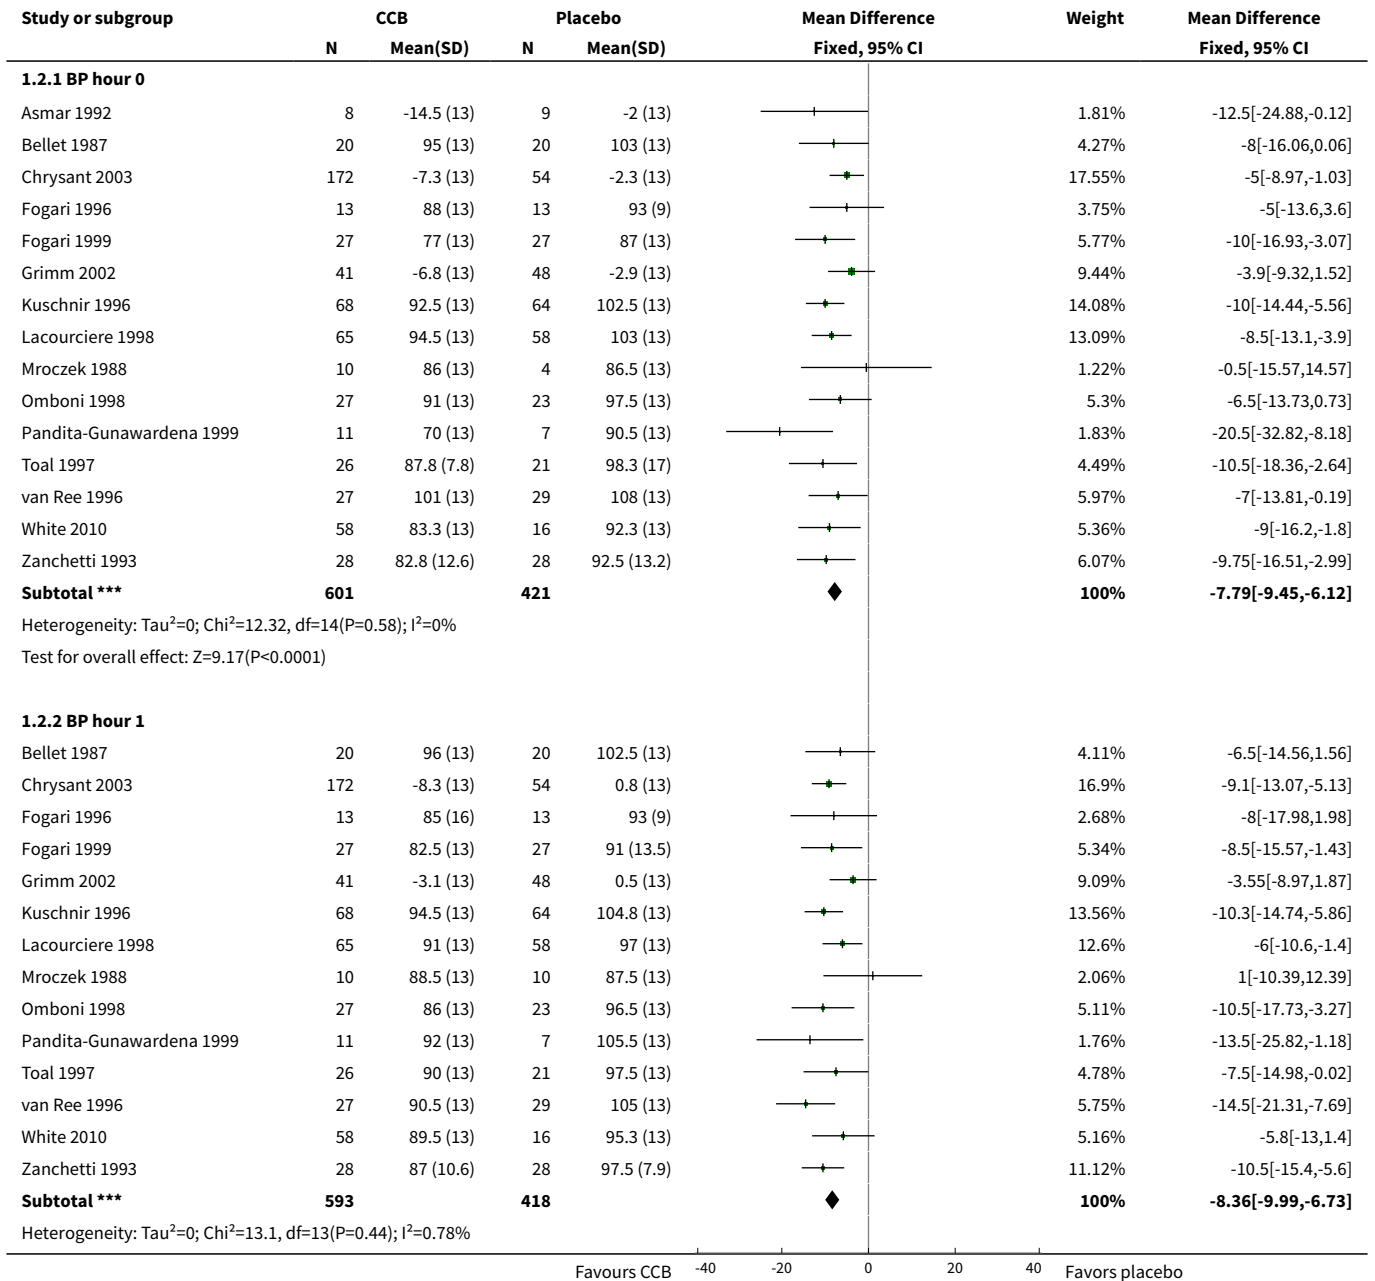 Study or subgroup CCB Placebo Mean Difference Weight Mean Difference
N Mean(SD) N Mean(SD) Fixed, 95% CI Fixed, 95% CI
1.2.1 BP hour 0
Asmar 1992 8 -14.5 (13) 9 -2 (13) 1.81% -12.5[-24.88,-0.12]
Bellet 1987 20 95 (13) 20 103 (13) 4.27% -8[-16.06,0.06]
Chrysant 2003 172 -7.3 (13) 54 -2.3 (13) 17.55% -5[-8.97,-1.03]
Fogari 1996 13 88 (13) 13 93 (9) 3.75% -5[-13.6,3.6]
Fogari 1999 27 77 (13) 27 87 (13) 5.77% -10[-16.93,-3.07]
Grimm 2002 41 -6.8 (13) 48 -2.9 (13) 9.44% -3.9[-9.32,1.52]
Kuschnir 1996 68 92.5 (13) 64 102.5 (13) 14.08% -10[-14.44,-5.56]
Lacourciere 1998 65 94.5 (13) 58 103 (13) 13.09% -8.5[-13.1,-3.9]
Mroczek 1988 10 86 (13) 4 86.5 (13) 1.22% -0.5[-15.57,14.57]
Omboni 1998 27 91 (13) 23 97.5 (13) 5.3% -6.5[-13.73,0.73]
Pandita-Gunawardena 1999 11 70 (13) 7 90.5 (13) 1.83% -20.5[-32.82,-8.18]
Toal 1997 26 87.8 (7.8) 21 98.3 (17) 4.49% -10.5[-18.36,-2.64]
van Ree 1996 27 101 (13) 29 108 (13) 5.97% -7[-13.81,-0.19]
White 2010 58 83.3 (13) 16 92.3 (13) 5.36% -9[-16.2,-1.8]
Zanchetti 1993 28 82.8 (12.6) 28 92.5 (13.2) 6.07% -9.75[-16.51,-2.99]
Subtotal *** 601 421 100% -7.79[-9.45,-6.12]
Heterogeneity: Tau²=0; Chi²=12.32, df=14(P=0.58); I²=0%
Test for overall effect: Z=9.17(P<0.0001)
1.2.2 BP hour 1
Bellet 1987 20 96 (13) 20 102.5 (13) 4.11% -6.5[-14.56,1.56]
Chrysant 2003 172 -8.3 (13) 54 0.8 (13) 16.9% -9.1[-13.07,-5.13]
Fogari 1996 13 85 (16) 13 93 (9) 2.68% -8[-17.98,1.98]
Fogari 1999 27 82.5 (13) 27 91 (13.5) 5.34% -8.5[-15.57,-1.43]
Grimm 2002 41 -3.1 (13) 48 0.5 (13) 9.09% -3.55[-8.97,1.87]
Kuschnir 1996 68 94.5 (13) 64 104.8 (13) 13.56% -10.3[-14.74,-5.86]
Lacourciere 1998 65 91 (13) 58 97 (13) 12.6% -6[-10.6,-1.4]
Mroczek 1988 10 88.5 (13) 10 87.5 (13) 2.06% 1[-10.39,12.39]
Omboni 1998 27 86 (13) 23 96.5 (13) 5.11% -10.5[-17.73,-3.27]
Pandita-Gunawardena 1999 11 92 (13) 7 105.5 (13) 1.76% -13.5[-25.82,-1.18]
Toal 1997 26 90 (13) 21 97.5 (13) 4.78% -7.5[-14.98,-0.02]
van Ree 1996 27 90.5 (13) 29 105 (13) 5.75% -14.5[-21.31,-7.69]
White 2010 58 89.5 (13) 16 95.3 (13) 5.16% -5.8[-13,1.4]
Zanchetti 1993 28 87 (10.6) 28 97.5 (7.9) 11.12% -10.5[-15.4,-5.6]
Subtotal *** 593 418 100% -8.36[-9.99,-6.73]
Heterogeneity: Tau²=0; Chi²=13.1, df=13(P=0.44); I²=0.78%
Favours CCB -40 -20 0 20 40 Favors placebo